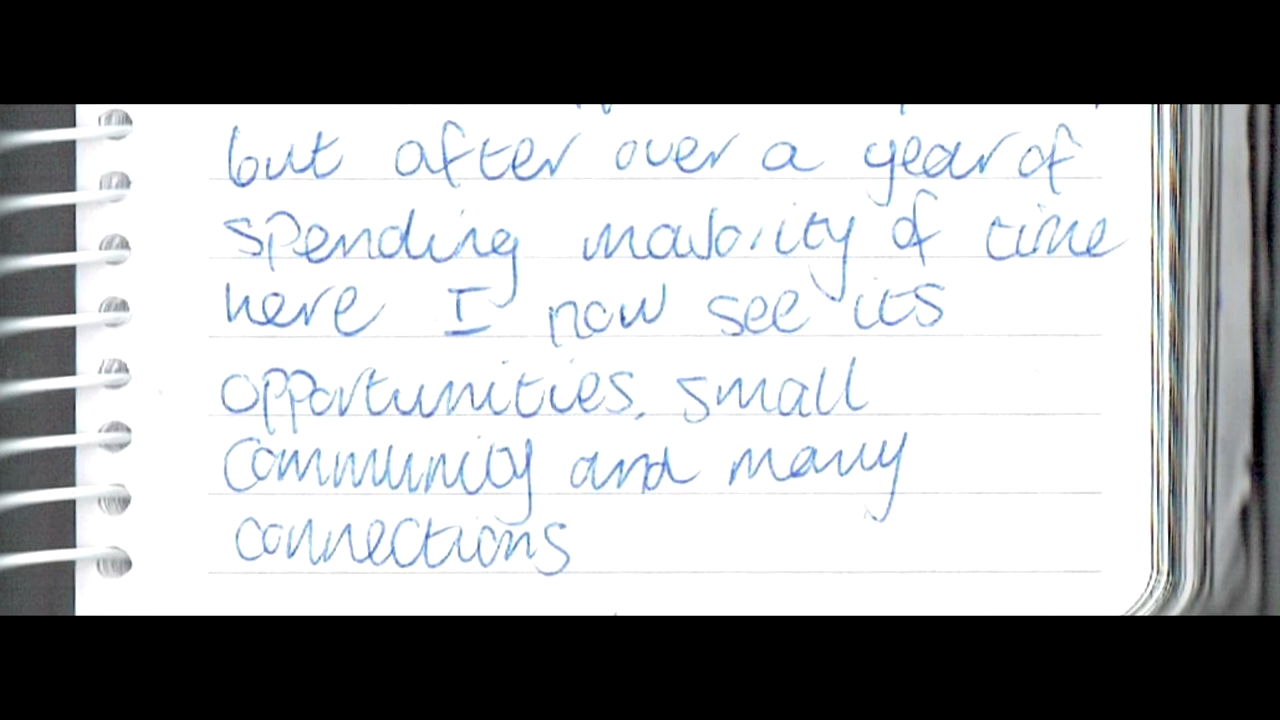 but after over a year of
spending majority of time
here I now see its
opportunities, small
community and many
connections